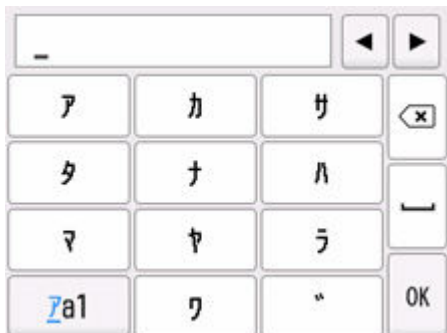 _
ｱ ｶ ｻ
ﾀ ﾅ ﾊ
ﾏ ﾔ ﾗ
ｱa1 ﾜ ﾞ OK